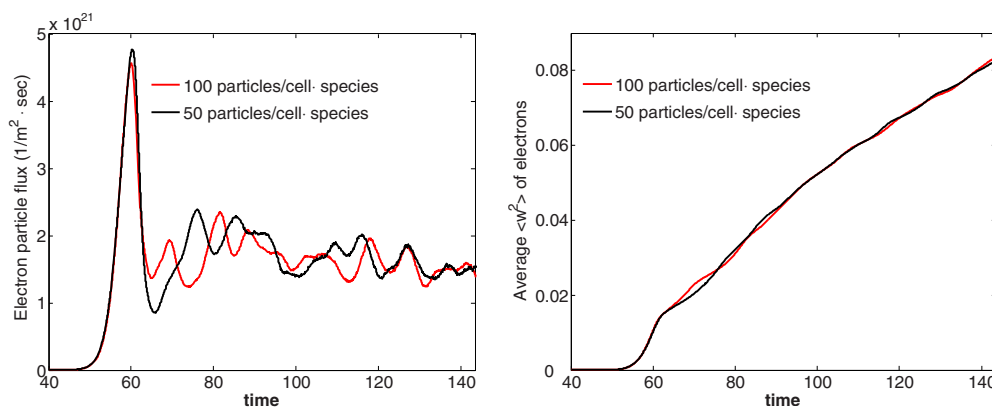 x 10^21
5
4
3
2
1
0
40 60 80 100 120 140
Electron particle flux (1/m² · sec)
time
100 particles/cell· species
50 particles/cell· species
0.08
0.06
0.04
0.02
0
40 60 80 100 120 140
Average <w²> of electrons
time
100 particles/cell· species
50 particles/cell· species